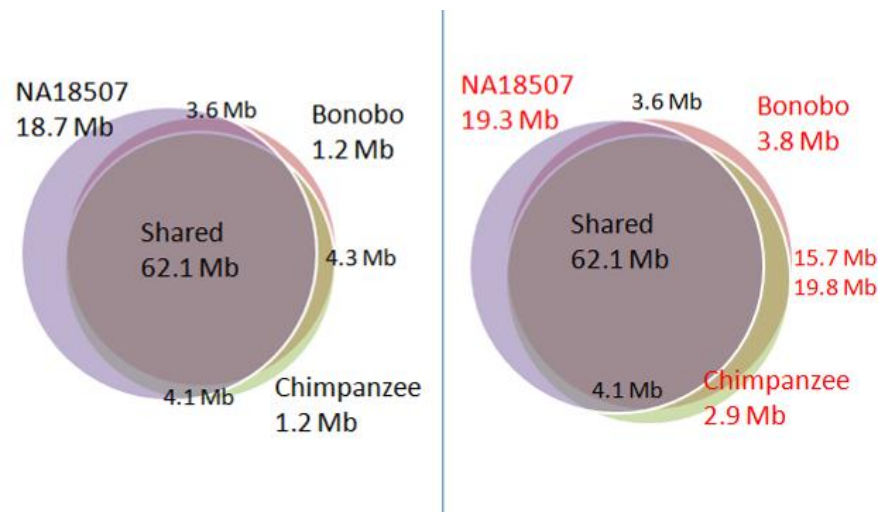 NA18507
18.7 Mb
3.6 Mb
Bonobo
1.2 Mb
Shared
62.1 Mb
4.3 Mb
4.1 Mb
Chimpanzee
1.2 Mb
NA18507
19.3 Mb
3.6 Mb
Bonobo
3.8 Mb
Shared
62.1 Mb
15.7 Mb
19.8 Mb
4.1 Mb
Chimpanzee
2.9 Mb